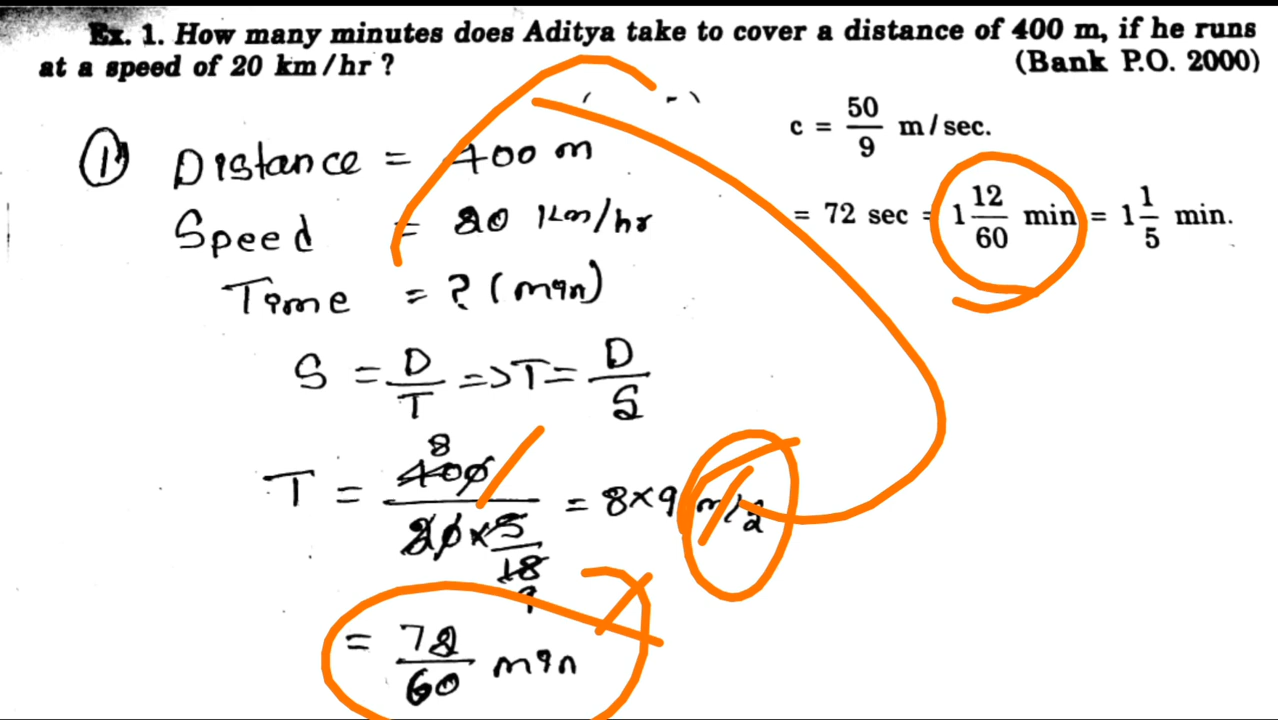 Ex. 1. How many minutes does Aditya take to cover a distance of 400 m, if he runs
at a speed of 20 km/hr ? (Bank P.O. 2000)
c = 50/9 m/sec.
= 72 sec = 1 12/60 min = 1 1/5 min.
① Distance = 400 m
Speed = 20 km/hr
Time = ? (min)
S = D/T => T = D/S
8
T = 400/20×5/18 = 8×9 m/s
9
= 72/60 min